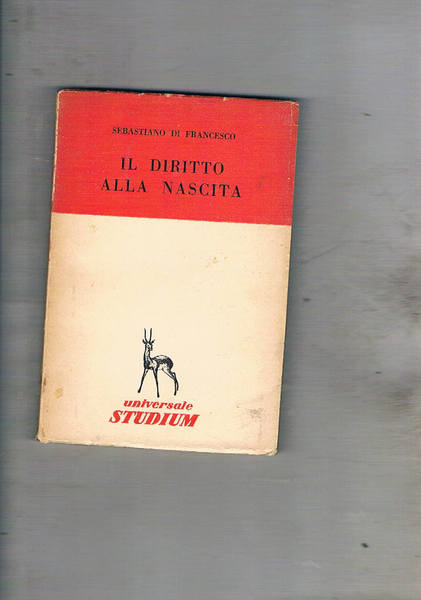 SEBASTIANO DI FRANCESCO
IL DIRITTO
ALLA NASCITA
universale
STUDIUM